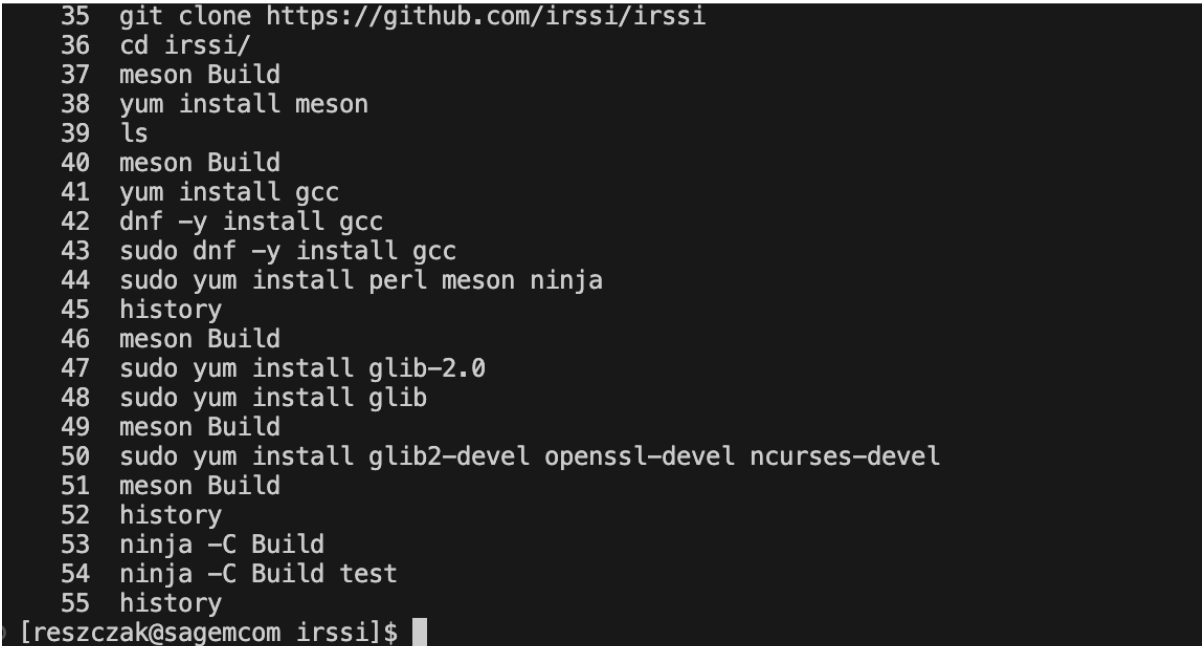 35 git clone https://github.com/irssi/irssi
36 cd irssi/
37 meson Build
38 yum install meson
39 ls
40 meson Build
41 yum install gcc
42 dnf -y install gcc
43 sudo dnf -y install gcc
44 sudo yum install perl meson ninja
45 history
46 meson Build
47 sudo yum install glib-2.0
48 sudo yum install glib
49 meson Build
50 sudo yum install glib2-devel openssl-devel ncurses-devel
51 meson Build
52 history
53 ninja -C Build
54 ninja -C Build test
55 history
[reszczak@sagemcom irssi]$